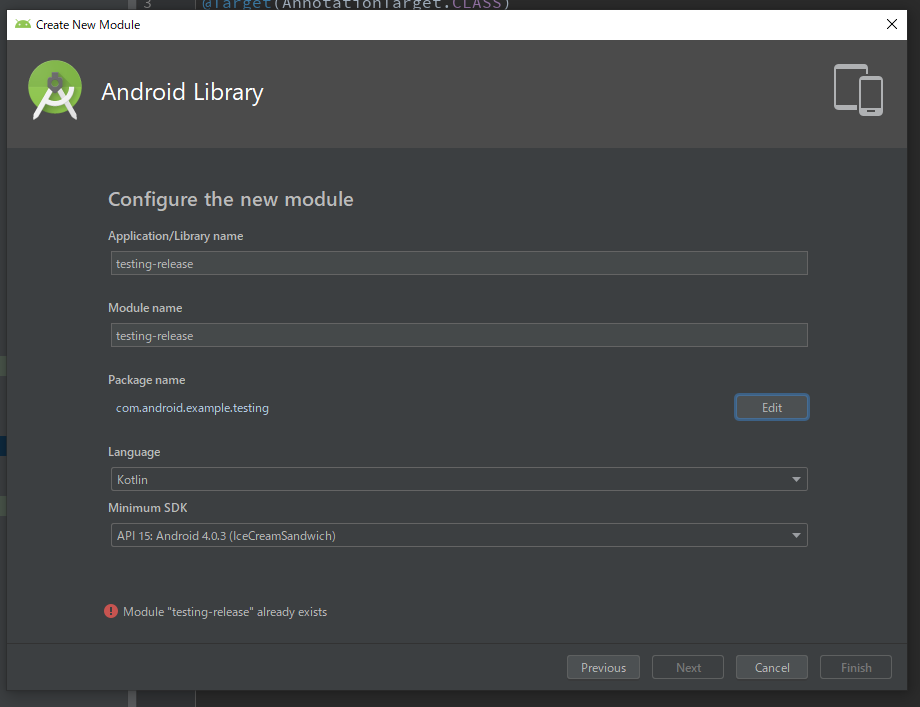 3 @Target(AnnotationTarget.CLASS)
Create New Module
Android Library
Configure the new module
Application/Library name
testing-release
Module name
testing-release
Package name
com.android.example.testing
Edit
Language
Kotlin
Minimum SDK
API 15: Android 4.0.3 (IceCreamSandwich)
Module "testing-release" already exists
Previous Next Cancel Finish